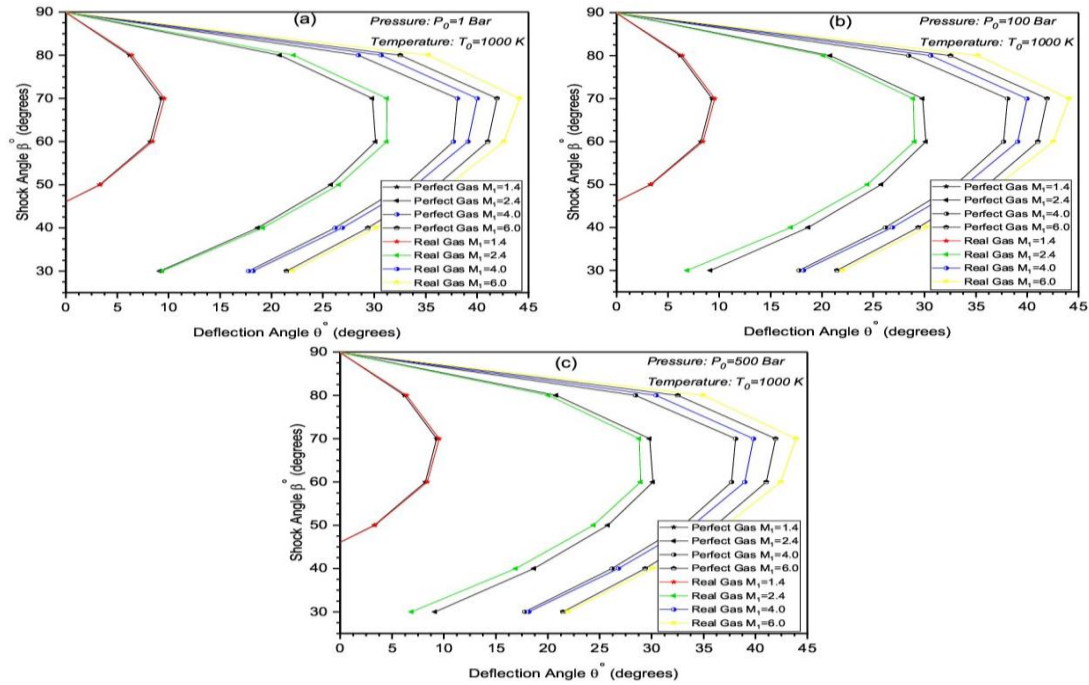 (a)
Pressure: P₀=1 Bar
Temperature: T₀=1000 K
90
80
70
60
50
40
30
Shock Angle β° (degrees)
Perfect Gas M₁=1.4
Perfect Gas M₁=2.4
Perfect Gas M₁=4.0
Perfect Gas M₁=6.0
Real Gas M₁=1.4
Real Gas M₁=2.4
Real Gas M₁=4.0
Real Gas M₁=6.0
0 5 10 15 20 25 30 35 40 45
Deflection Angle θ° (degrees)
(b)
Pressure: P₀=100 Bar
Temperature: T₀=1000 K
90
80
70
60
50
40
30
Shock Angle β° (degrees)
Perfect Gas M₁=1.4
Perfect Gas M₁=2.4
Perfect Gas M₁=4.0
Perfect Gas M₁=6.0
Real Gas M₁=1.4
Real Gas M₁=2.4
Real Gas M₁=4.0
Real Gas M₁=6.0
0 5 10 15 20 25 30 35 40 45
Deflection Angle θ° (degrees)
(c)
Pressure: P₀=500 Bar
Temperature: T₀=1000 K
90
80
70
60
50
40
30
Shock Angle β° (degrees)
Perfect Gas M₁=1.4
Perfect Gas M₁=2.4
Perfect Gas M₁=4.0
Perfect Gas M₁=6.0
Real Gas M₁=1.4
Real Gas M₁=2.4
Real Gas M₁=4.0
Real Gas M₁=6.0
0 5 10 15 20 25 30 35 40 45
Deflection Angle θ° (degrees)